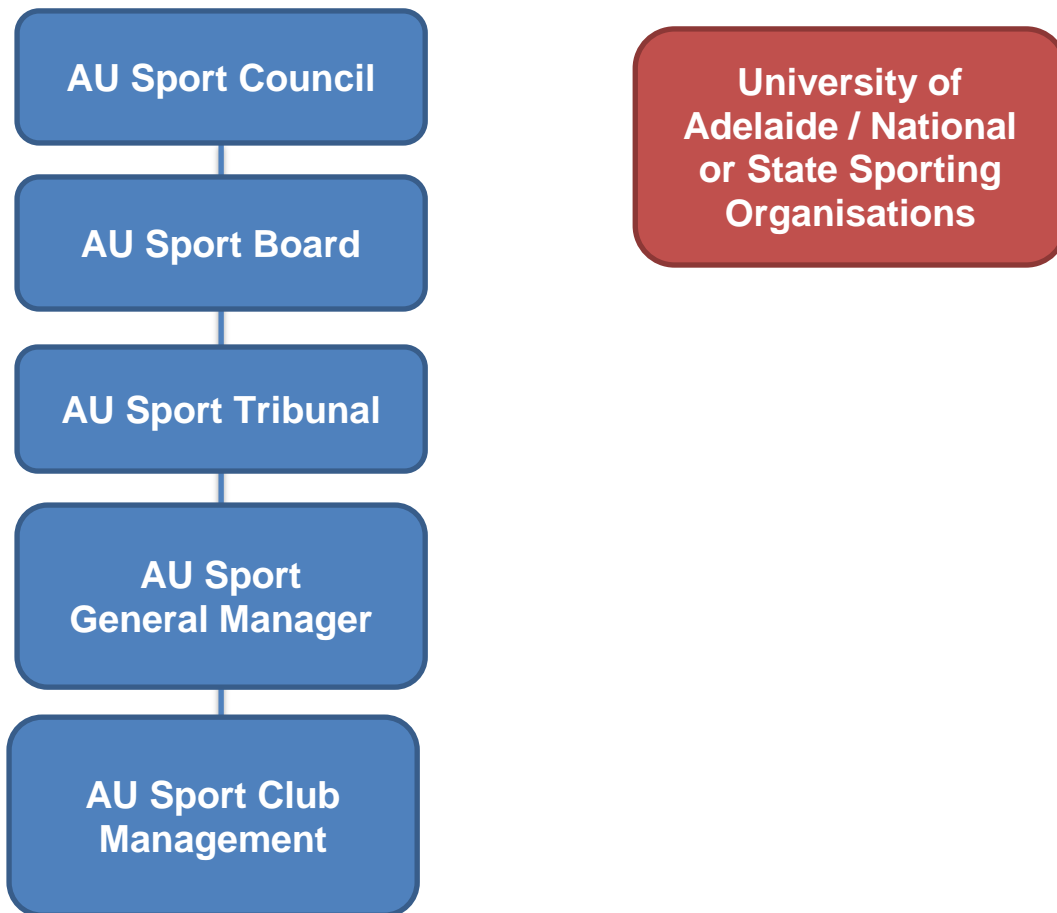 AU Sport Council
University of
Adelaide / National
or State Sporting
Organisations
AU Sport Board
AU Sport Tribunal
AU Sport
General Manager
AU Sport Club
Management